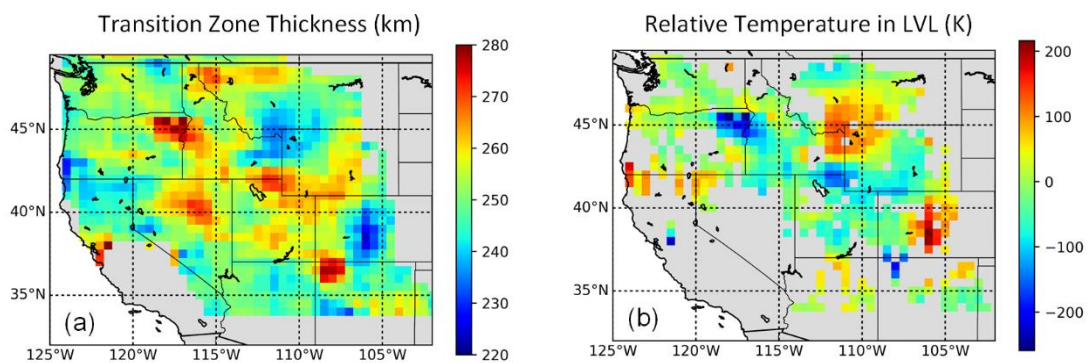 Transition Zone Thickness (km)
Relative Temperature in LVL (K)
280
270
260
250
240
230
220
45°N
40°N
35°N
(a)
125°W 120°W 115°W 110°W 105°W
200
100
0
−100
−200
45°N
40°N
35°N
(b)
125°W 120°W 115°W 110°W 105°W